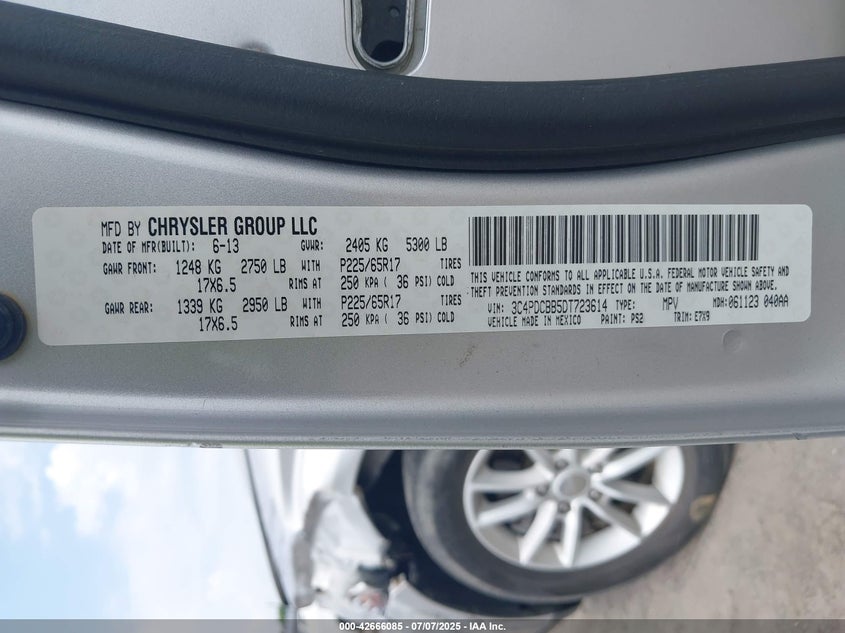 MFD BY CHRYSLER GROUP LLC
DATE OF MFR(BUILT): 6-13 GVWR: 2405 KG 5300 LB
GAWR FRONT: 1248 KG 2750 LB WITH P225/65R17 TIRES
17X6.5 RIMS AT 250 KPA ( 36 PSI) COLD
GAWR REAR: 1339 KG 2950 LB WITH P225/65R17 TIRES
17X6.5 RIMS AT 250 KPA ( 36 PSI) COLD
THIS VEHICLE CONFORMS TO ALL APPLICABLE U.S.A. FEDERAL MOTOR VEHICLE SAFETY AND
THEFT PREVENTION STANDARDS IN EFFECT ON THE DATE OF MANUFACTURE SHOWN ABOVE.
VIN: 3C4PDCBB5DT723614 TYPE: MPV MDH: 061123 040AA
VEHICLE MADE IN MEXICO PAINT: PS2 TRIM: E7X9
000-42666085 - 07/07/2025 - IAA Inc.